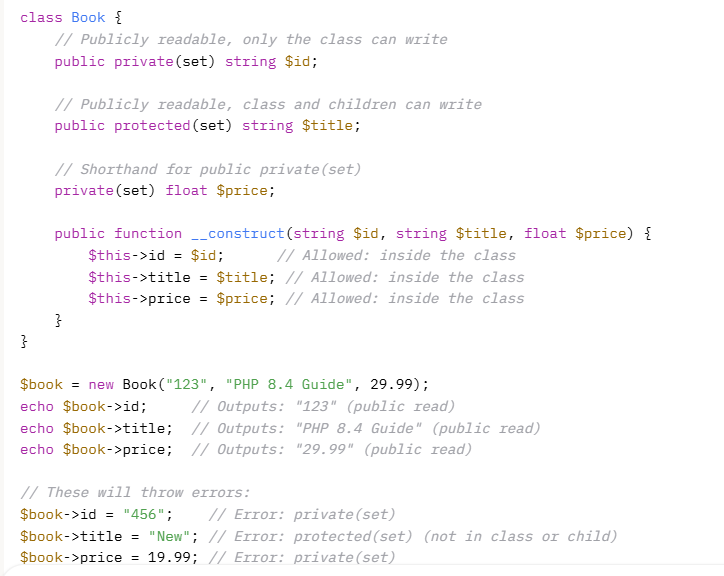 class Book {
    // Publicly readable, only the class can write
    public private(set) string $id;

    // Publicly readable, class and children can write
    public protected(set) string $title;

    // Shorthand for public private(set)
    private(set) float $price;

    public function __construct(string $id, string $title, float $price) {
        $this->id = $id;      // Allowed: inside the class
        $this->title = $title; // Allowed: inside the class
        $this->price = $price; // Allowed: inside the class
    }
}

$book = new Book("123", "PHP 8.4 Guide", 29.99);
echo $book->id;     // Outputs: "123" (public read)
echo $book->title;  // Outputs: "PHP 8.4 Guide" (public read)
echo $book->price;  // Outputs: "29.99" (public read)

// These will throw errors:
$book->id = "456";    // Error: private(set)
$book->title = "New"; // Error: protected(set) (not in class or child)
$book->price = 19.99; // Error: private(set)